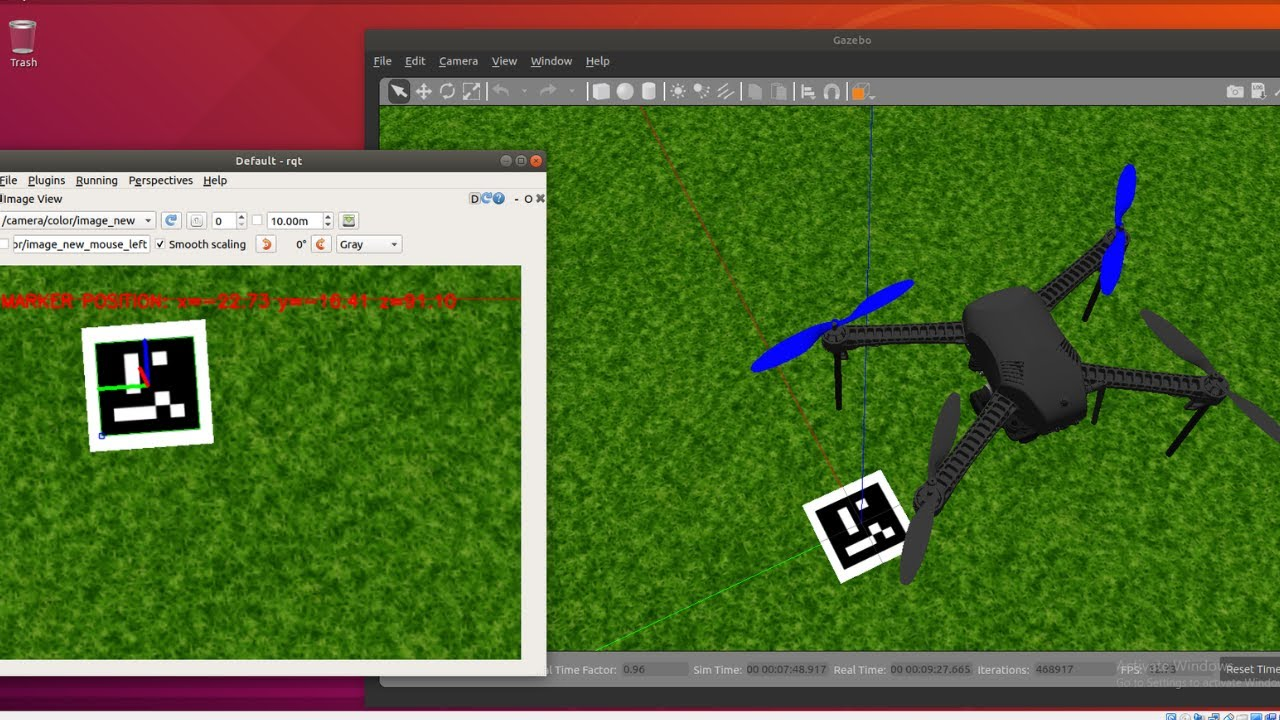 Trash
Gazebo
File Edit Camera View Window Help
Default - rqt
File Plugins Running Perspectives Help
Image View
D - O
/camera/color/image_new 0 10.00m
or/image_new_mouse_left Smooth scaling 0° Gray
MARKER POSITION: x=-22.73 y=-16.41 z=91.10
l Time Factor: 0.96 Sim Time: 00 00:07:48.917 Real Time: 00 00:09:27.665 Iterations: 468917 FPS: Reset Time
Activate Windows
Go to Settings to activate Windows